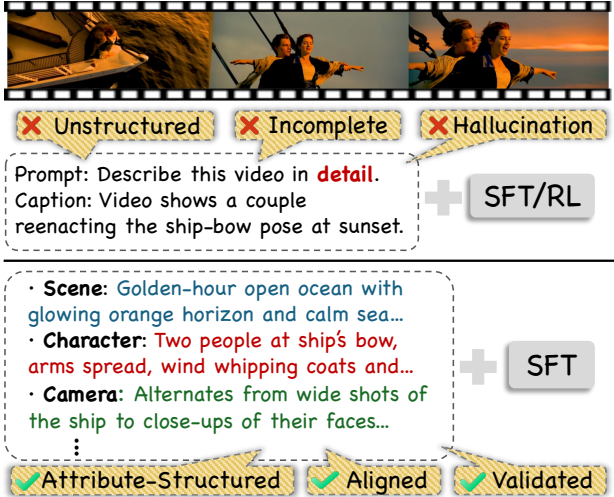 Unstructured
Incomplete
Hallucination
Prompt: Describe this video in detail.
Caption: Video shows a couple
reenacting the ship-bow pose at sunset.
SFT/RL
· Scene: Golden-hour open ocean with
glowing orange horizon and calm sea...
· Character: Two people at ship's bow,
arms spread, wind whipping coats and...
· Camera: Alternates from wide shots of
the ship to close-ups of their faces...
SFT
Attribute-Structured
Aligned
Validated